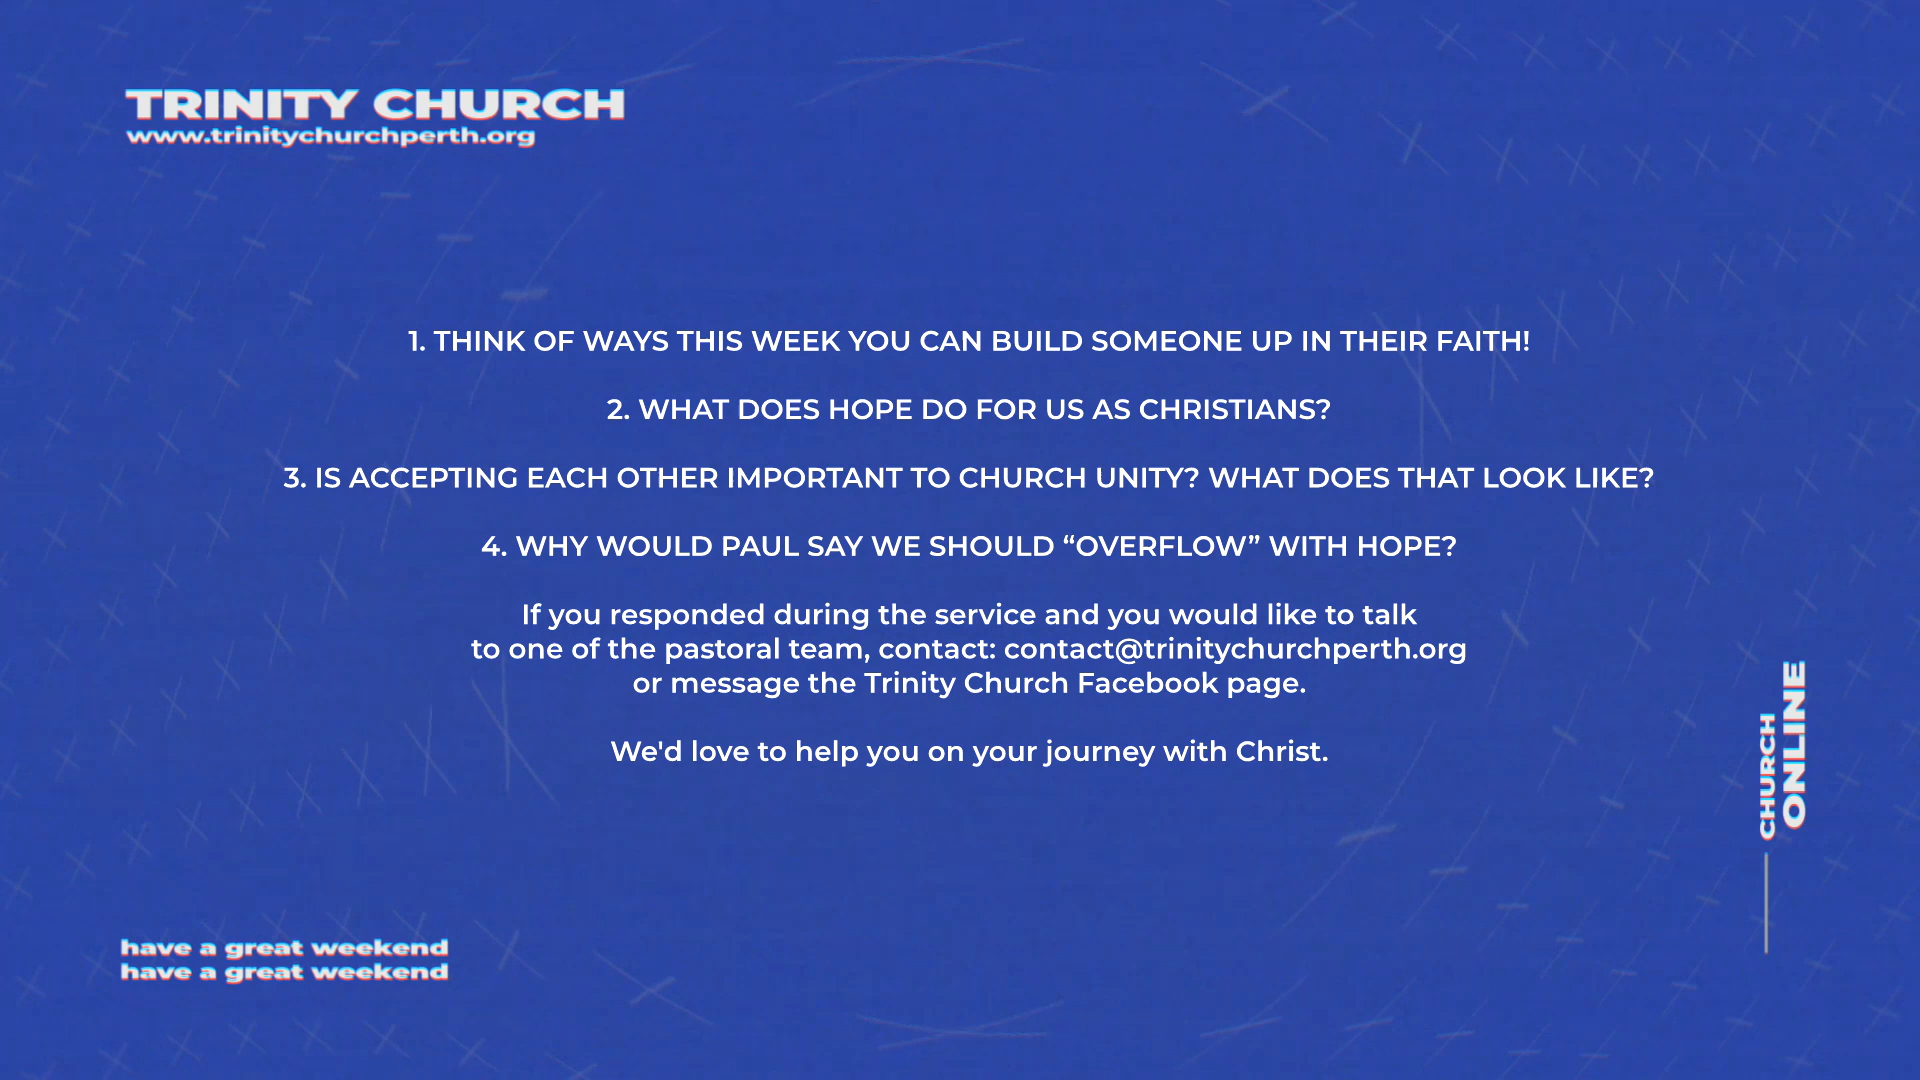 TRINITY CHURCH
www.trinitychurchperth.org
1. THINK OF WAYS THIS WEEK YOU CAN BUILD SOMEONE UP IN THEIR FAITH!
2. WHAT DOES HOPE DO FOR US AS CHRISTIANS?
3. IS ACCEPTING EACH OTHER IMPORTANT TO CHURCH UNITY? WHAT DOES THAT LOOK LIKE?
4. WHY WOULD PAUL SAY WE SHOULD “OVERFLOW” WITH HOPE?
If you responded during the service and you would like to talk
to one of the pastoral team, contact: contact@trinitychurchperth.org
or message the Trinity Church Facebook page.
We'd love to help you on your journey with Christ.
CHURCH
ONLINE
have a great weekend
have a great weekend